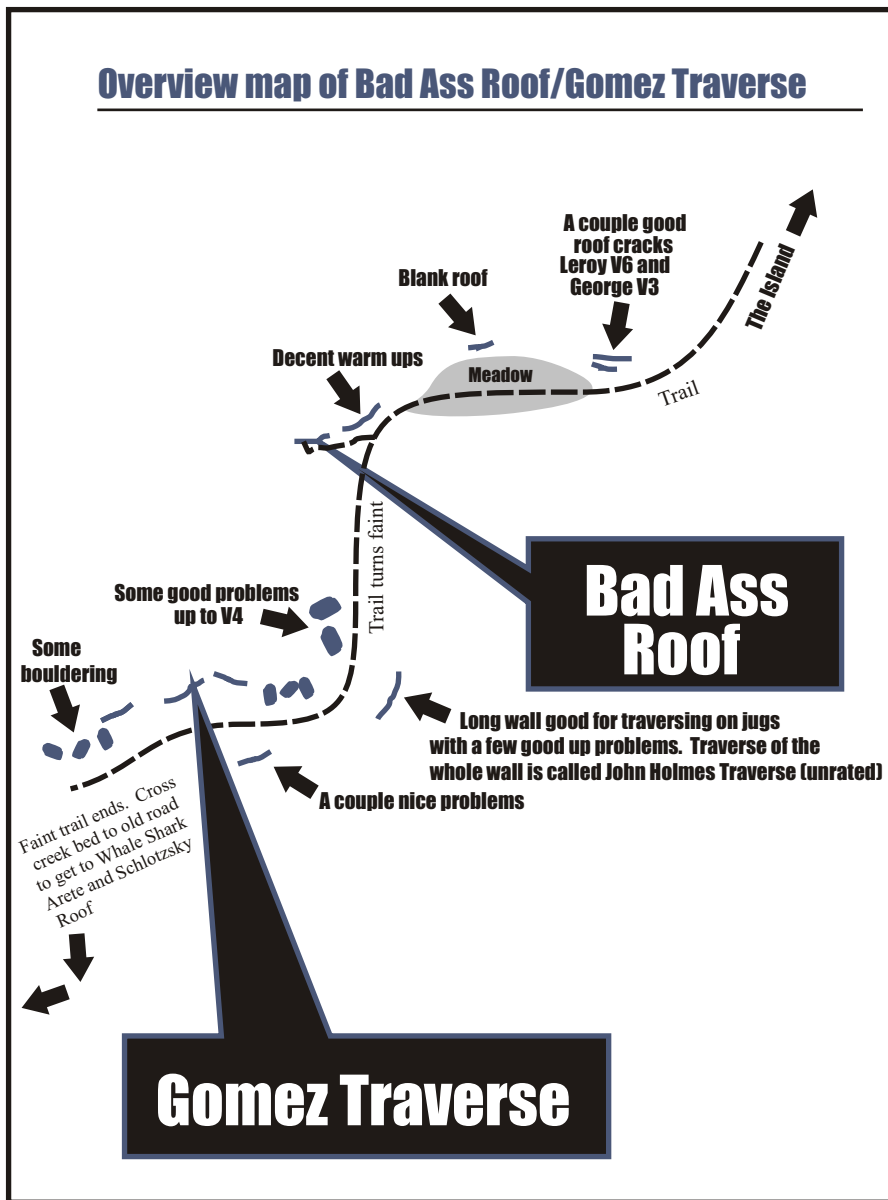 Overview map of Bad Ass Roof/Gomez Traverse
A couple good
roof cracks
Leroy V6 and
George V3
The Island
Blank roof
Decent warm ups
Meadow
Trail
Trail turns faint
Bad Ass
Roof
Some good problems
up to V4
Some
bouldering
Long wall good for traversing on jugs
with a few good up problems.  Traverse of the
whole wall is called John Holmes Traverse (unrated)
A couple nice problems
Faint trail ends.  Cross
creek bed to old road
to get to Whale Shark
Arete and Schlotzsky
Roof
Gomez Traverse